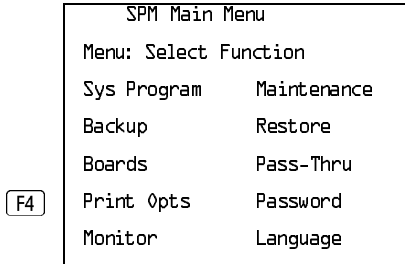 SPM Main Menu
Menu: Select Function
Sys Program Maintenance
Backup Restore
Boards Pass-Thru
F4 Print Opts Password
Monitor Language